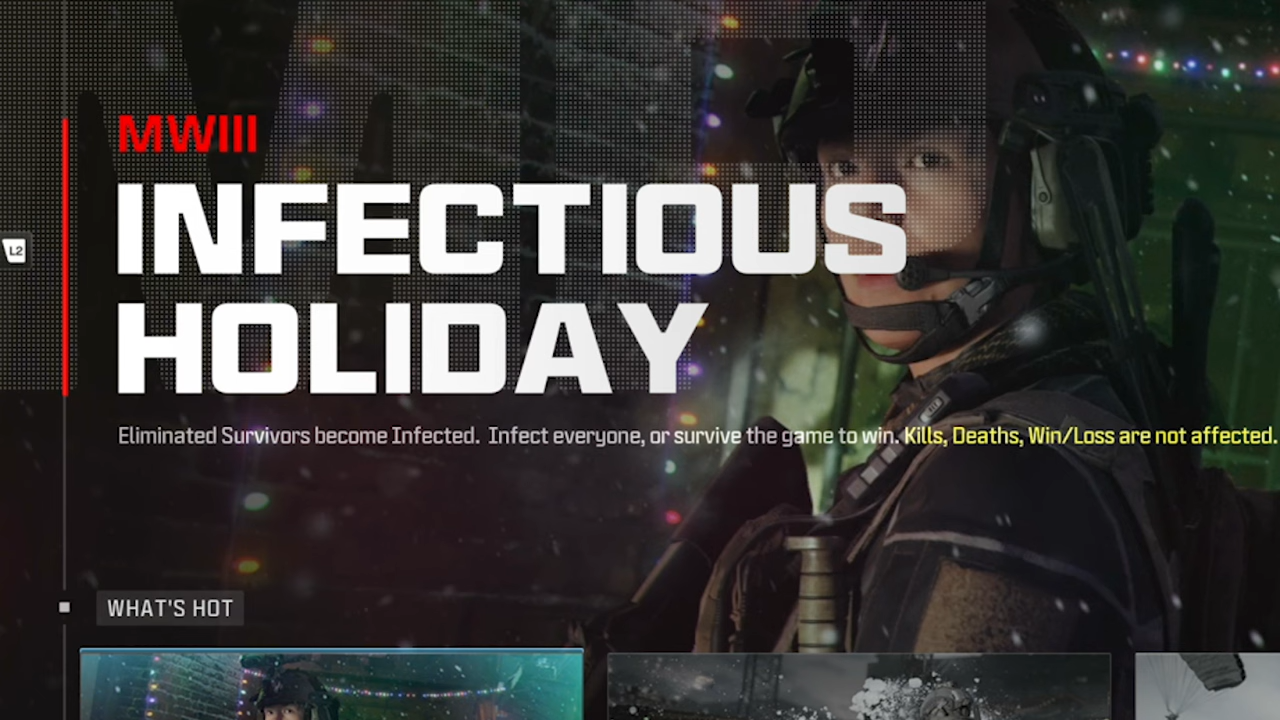 MWIII
INFECTIOUS
HOLIDAY
L2
Eliminated Survivors become Infected.  Infect everyone, or survive the game to win. Kills, Deaths, Win/Loss are not affected.
WHAT'S HOT